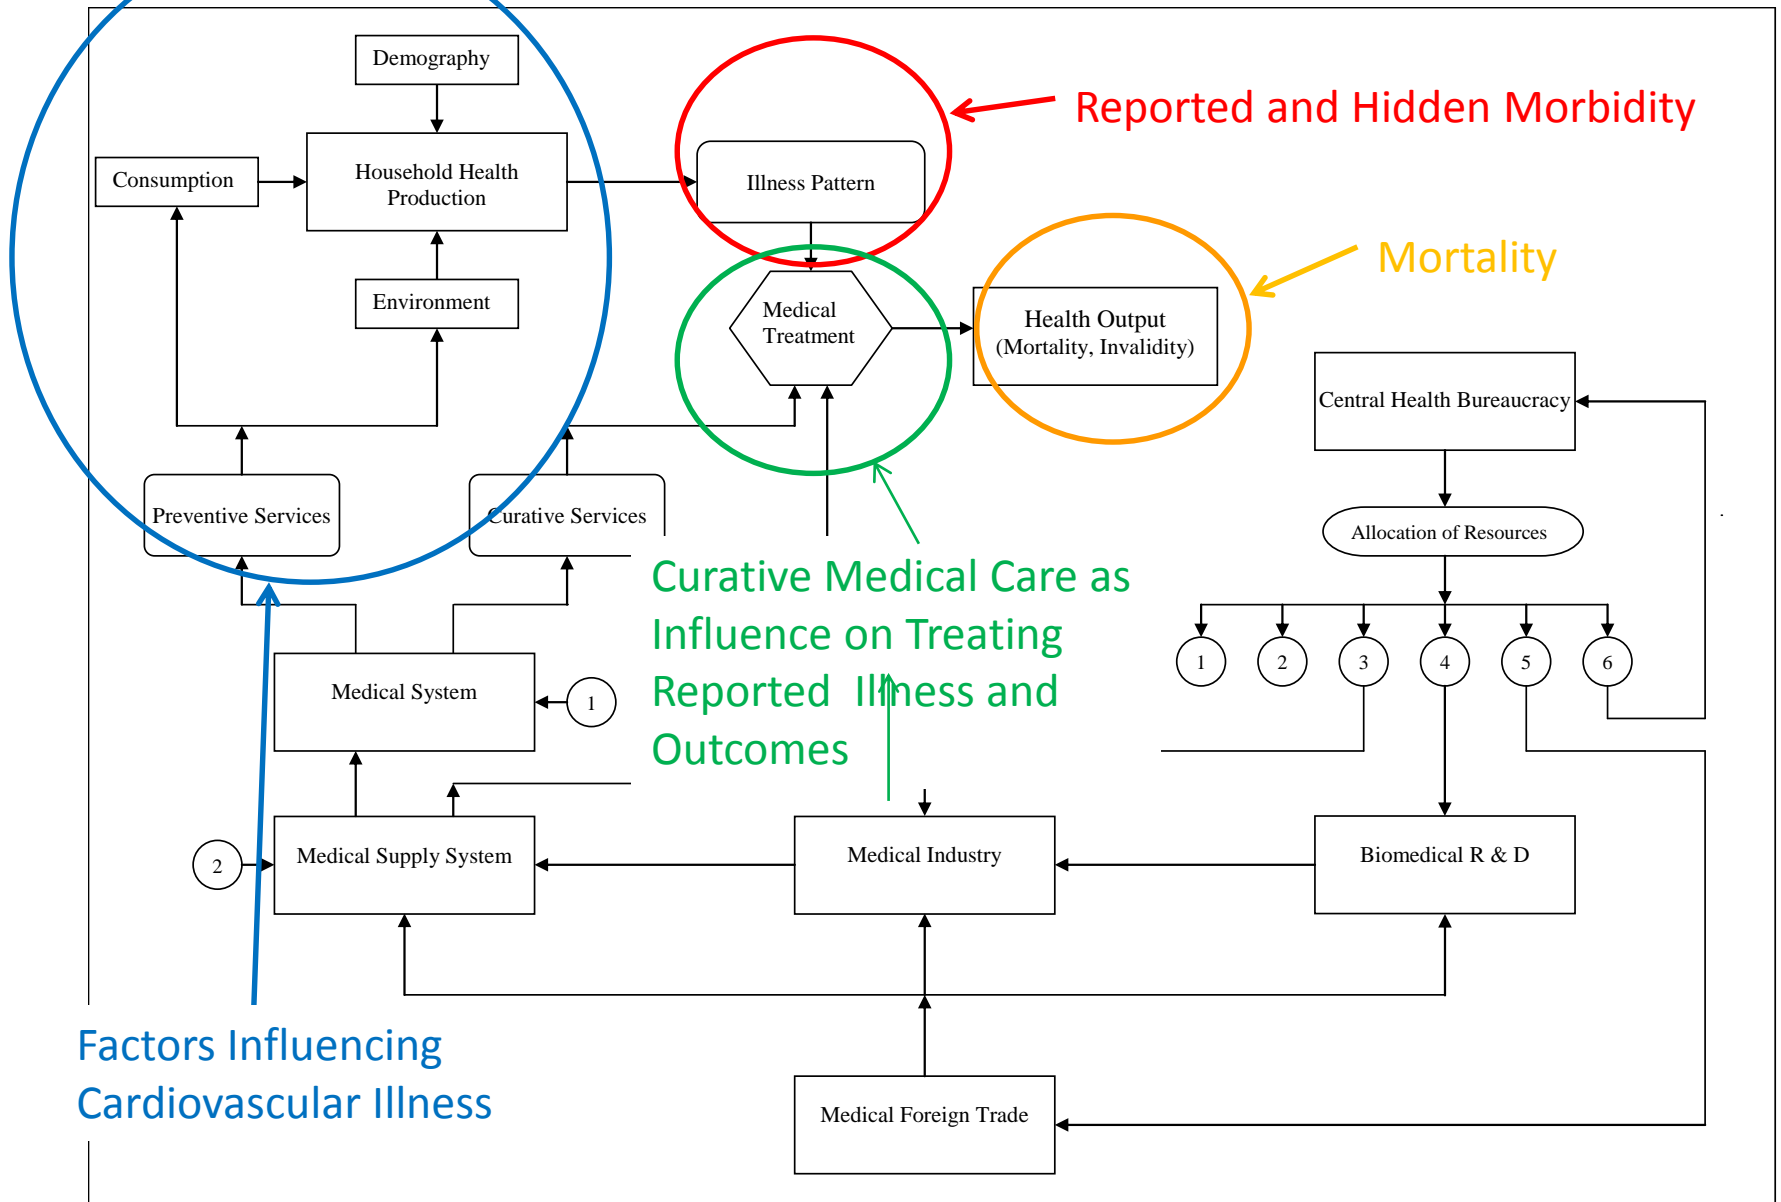 Demography
Reported and Hidden Morbidity
Consumption
Household Health
Production
Illness Pattern
Mortality
Environment
Medical
Treatment
Health Output
(Mortality, Invalidity)
Central Health Bureaucracy
Preventive Services
Curative Services
Allocation of Resources
.
Curative Medical Care as
Influence on Treating
Reported Illness and
Outcomes
1
2
3
4
5
6
Medical System
1
2
Medical Supply System
Medical Industry
Biomedical R & D
Factors Influencing
Cardiovascular Illness
Medical Foreign Trade